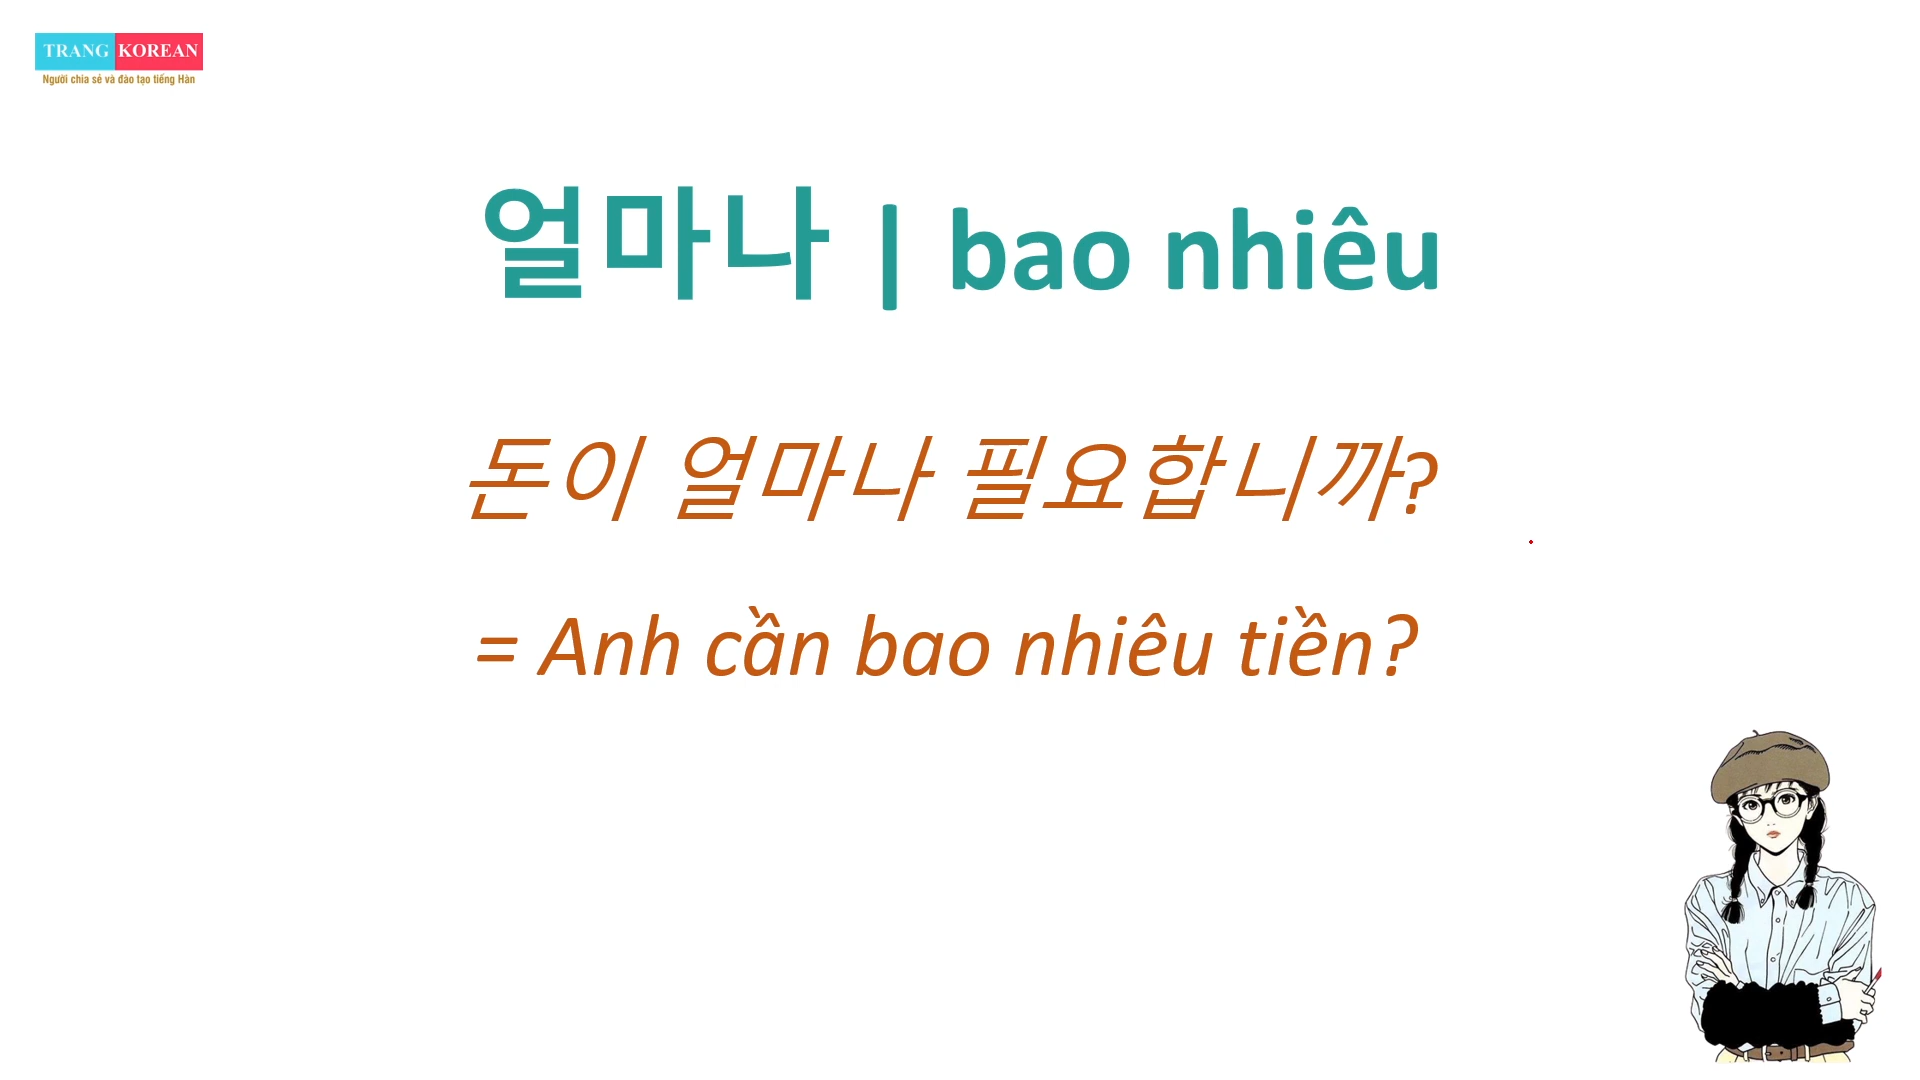 TRANG KOREAN
Người chia sẻ và đào tạo tiếng Hàn
얼마나 | bao nhiêu
돈이 얼마나 필요합니까?
= Anh cần bao nhiêu tiền?